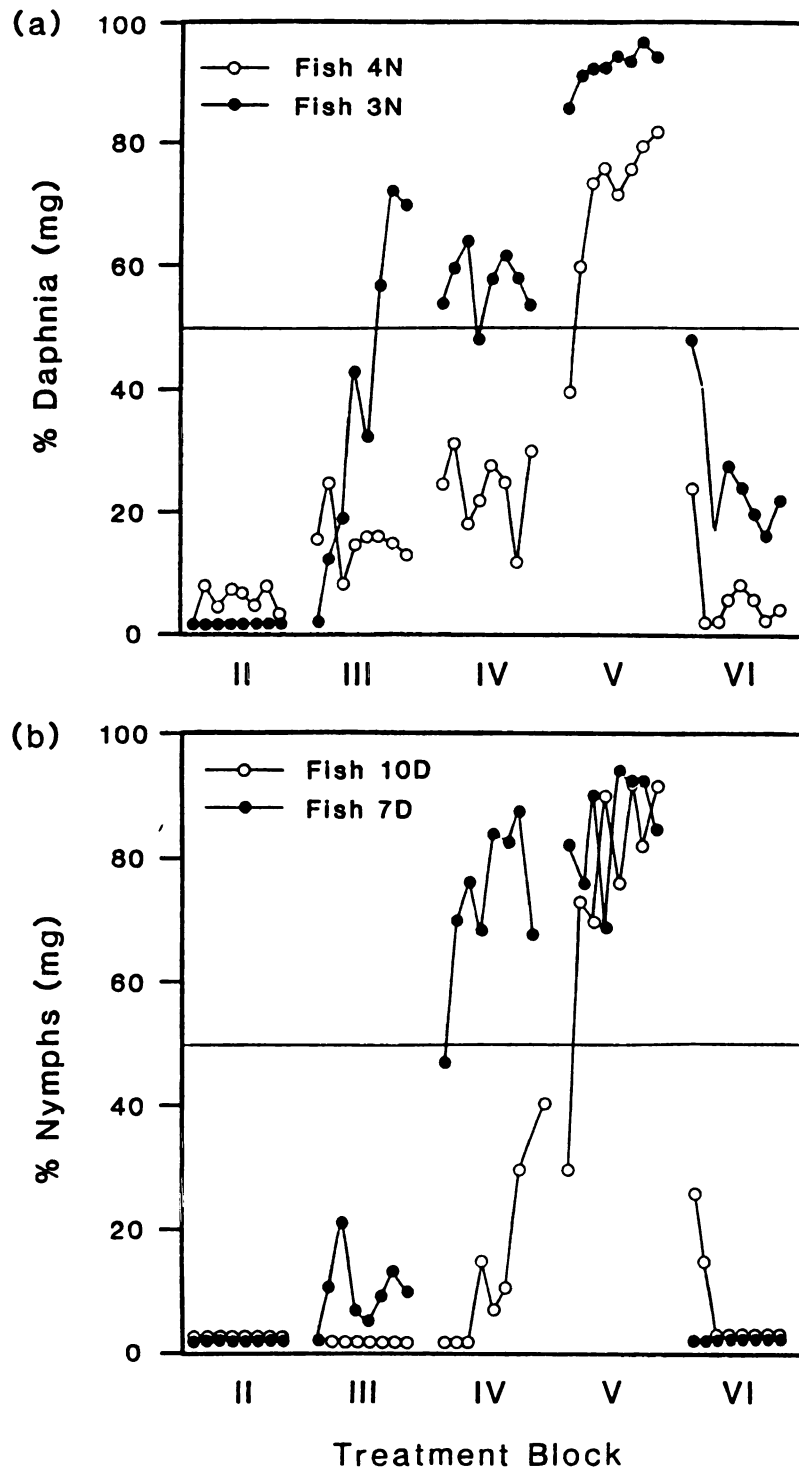 (a)
100
80
60
40
20
0
% Daphnia (mg)
Fish 4N
Fish 3N
II III IV V VI
(b)
100
80
60
40
20
0
% Nymphs (mg)
Fish 10D
Fish 7D
II III IV V VI
Treatment Block